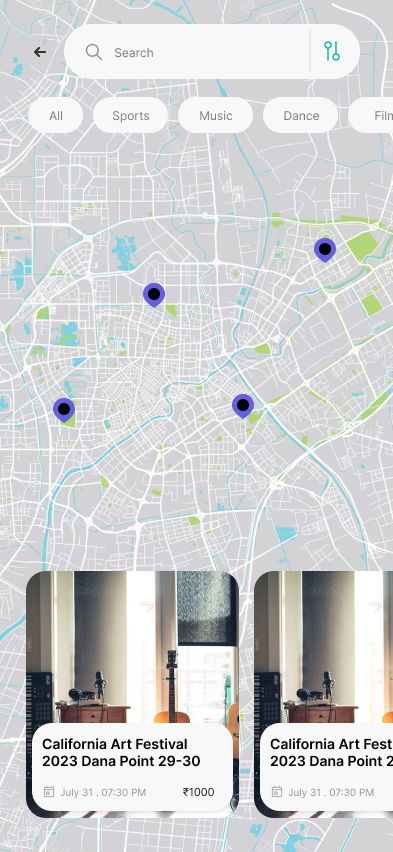 Search
All
Sports
Music
Dance
Film
California Art Festival
2023 Dana Point 29-30
July 31 . 07:30 PM
₹1000
California Art Fest
2023 Dana Point 2
July 31 . 07:30 PM